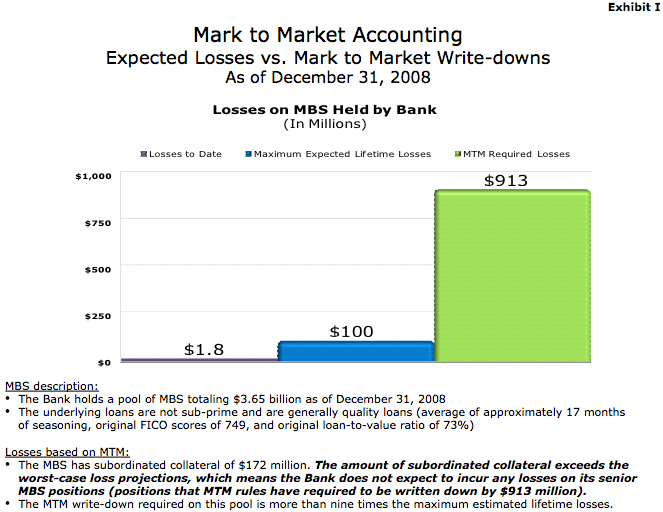 Exhibit I
Mark to Market Accounting
Expected Losses vs. Mark to Market Write-downs
As of December 31, 2008
Losses on MBS Held by Bank
(In Millions)
Losses to Date Maximum Expected Lifetime Losses MTM Required Losses
$1,000
$913
$750
$500
$250
$100
$1.8
$0
MBS description:
• The Bank holds a pool of MBS totaling $3.65 billion as of December 31, 2008
• The underlying loans are not sub-prime and are generally quality loans (average of approximately 17 months
of seasoning, original FICO scores of 749, and original loan-to-value ratio of 73%)
Losses based on MTM:
• The MBS has subordinated collateral of $172 million. The amount of subordinated collateral exceeds the
worst-case loss projections, which means the Bank does not expect to incur any losses on its senior
MBS positions (positions that MTM rules have required to be written down by $913 million).
• The MTM write-down required on this pool is more than nine times the maximum estimated lifetime losses.